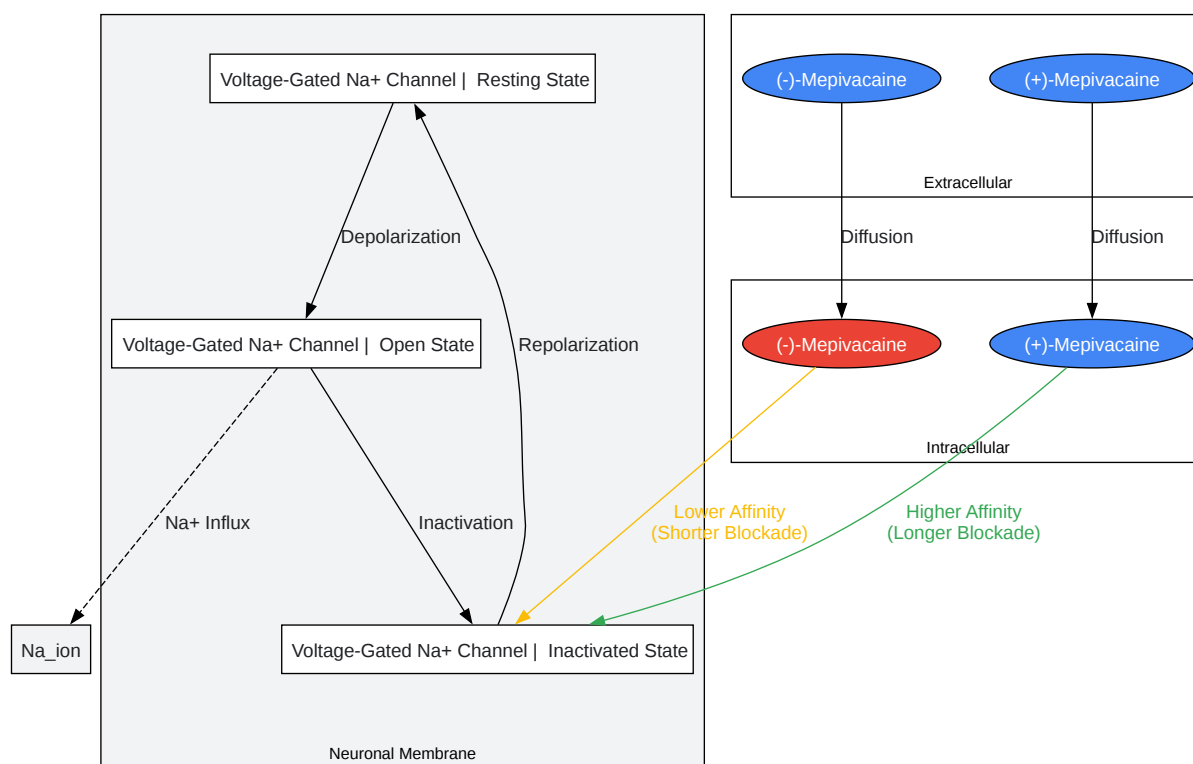 Voltage-Gated Na+ Channel |  Resting State
(-)-Mepivacaine
(+)-Mepivacaine
Extracellular
Depolarization
Diffusion
Diffusion
Voltage-Gated Na+ Channel |  Open State
Repolarization
(-)-Mepivacaine
(+)-Mepivacaine
Intracellular
Na+ Influx
Inactivation
Lower Affinity
(Shorter Blockade)
Higher Affinity
(Longer Blockade)
Na_ion
Voltage-Gated Na+ Channel |  Inactivated State
Neuronal Membrane